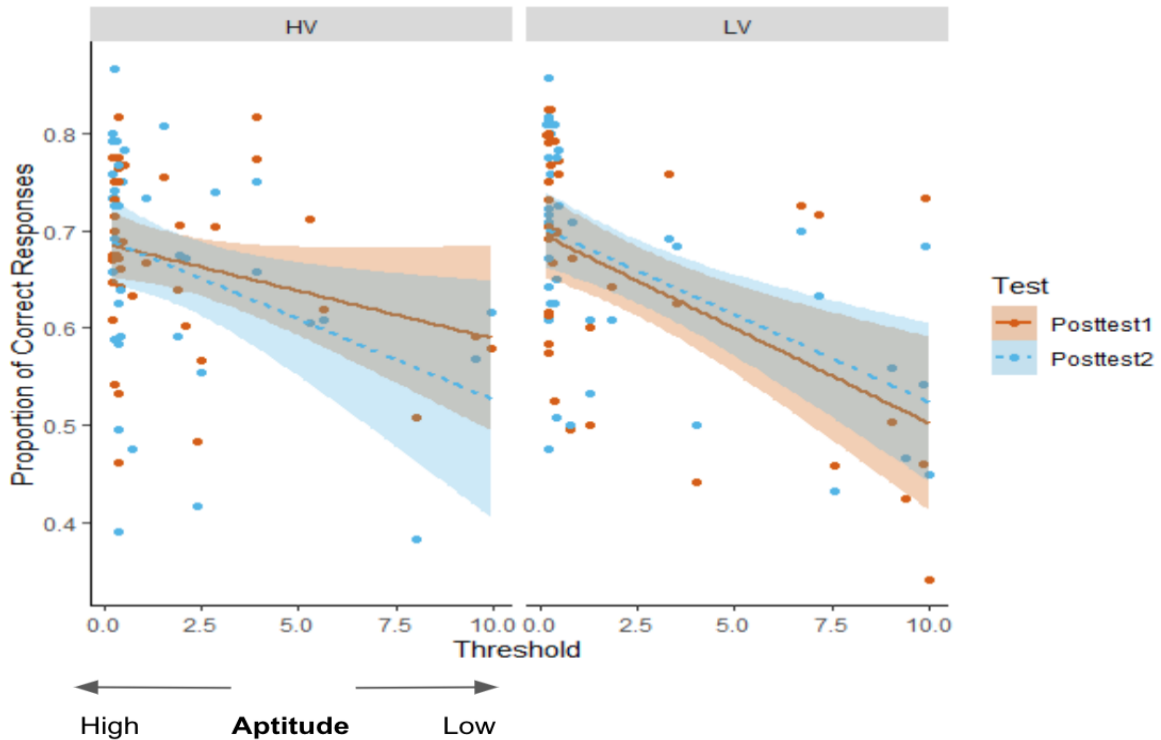 HV
LV
Proportion of Correct Responses
0.8
0.7
0.6
0.5
0.4
0.0 2.5 5.0 7.5 10.0
0.0 2.5 5.0 7.5 10.0
Threshold
Test
Posttest1
Posttest2
High Aptitude Low